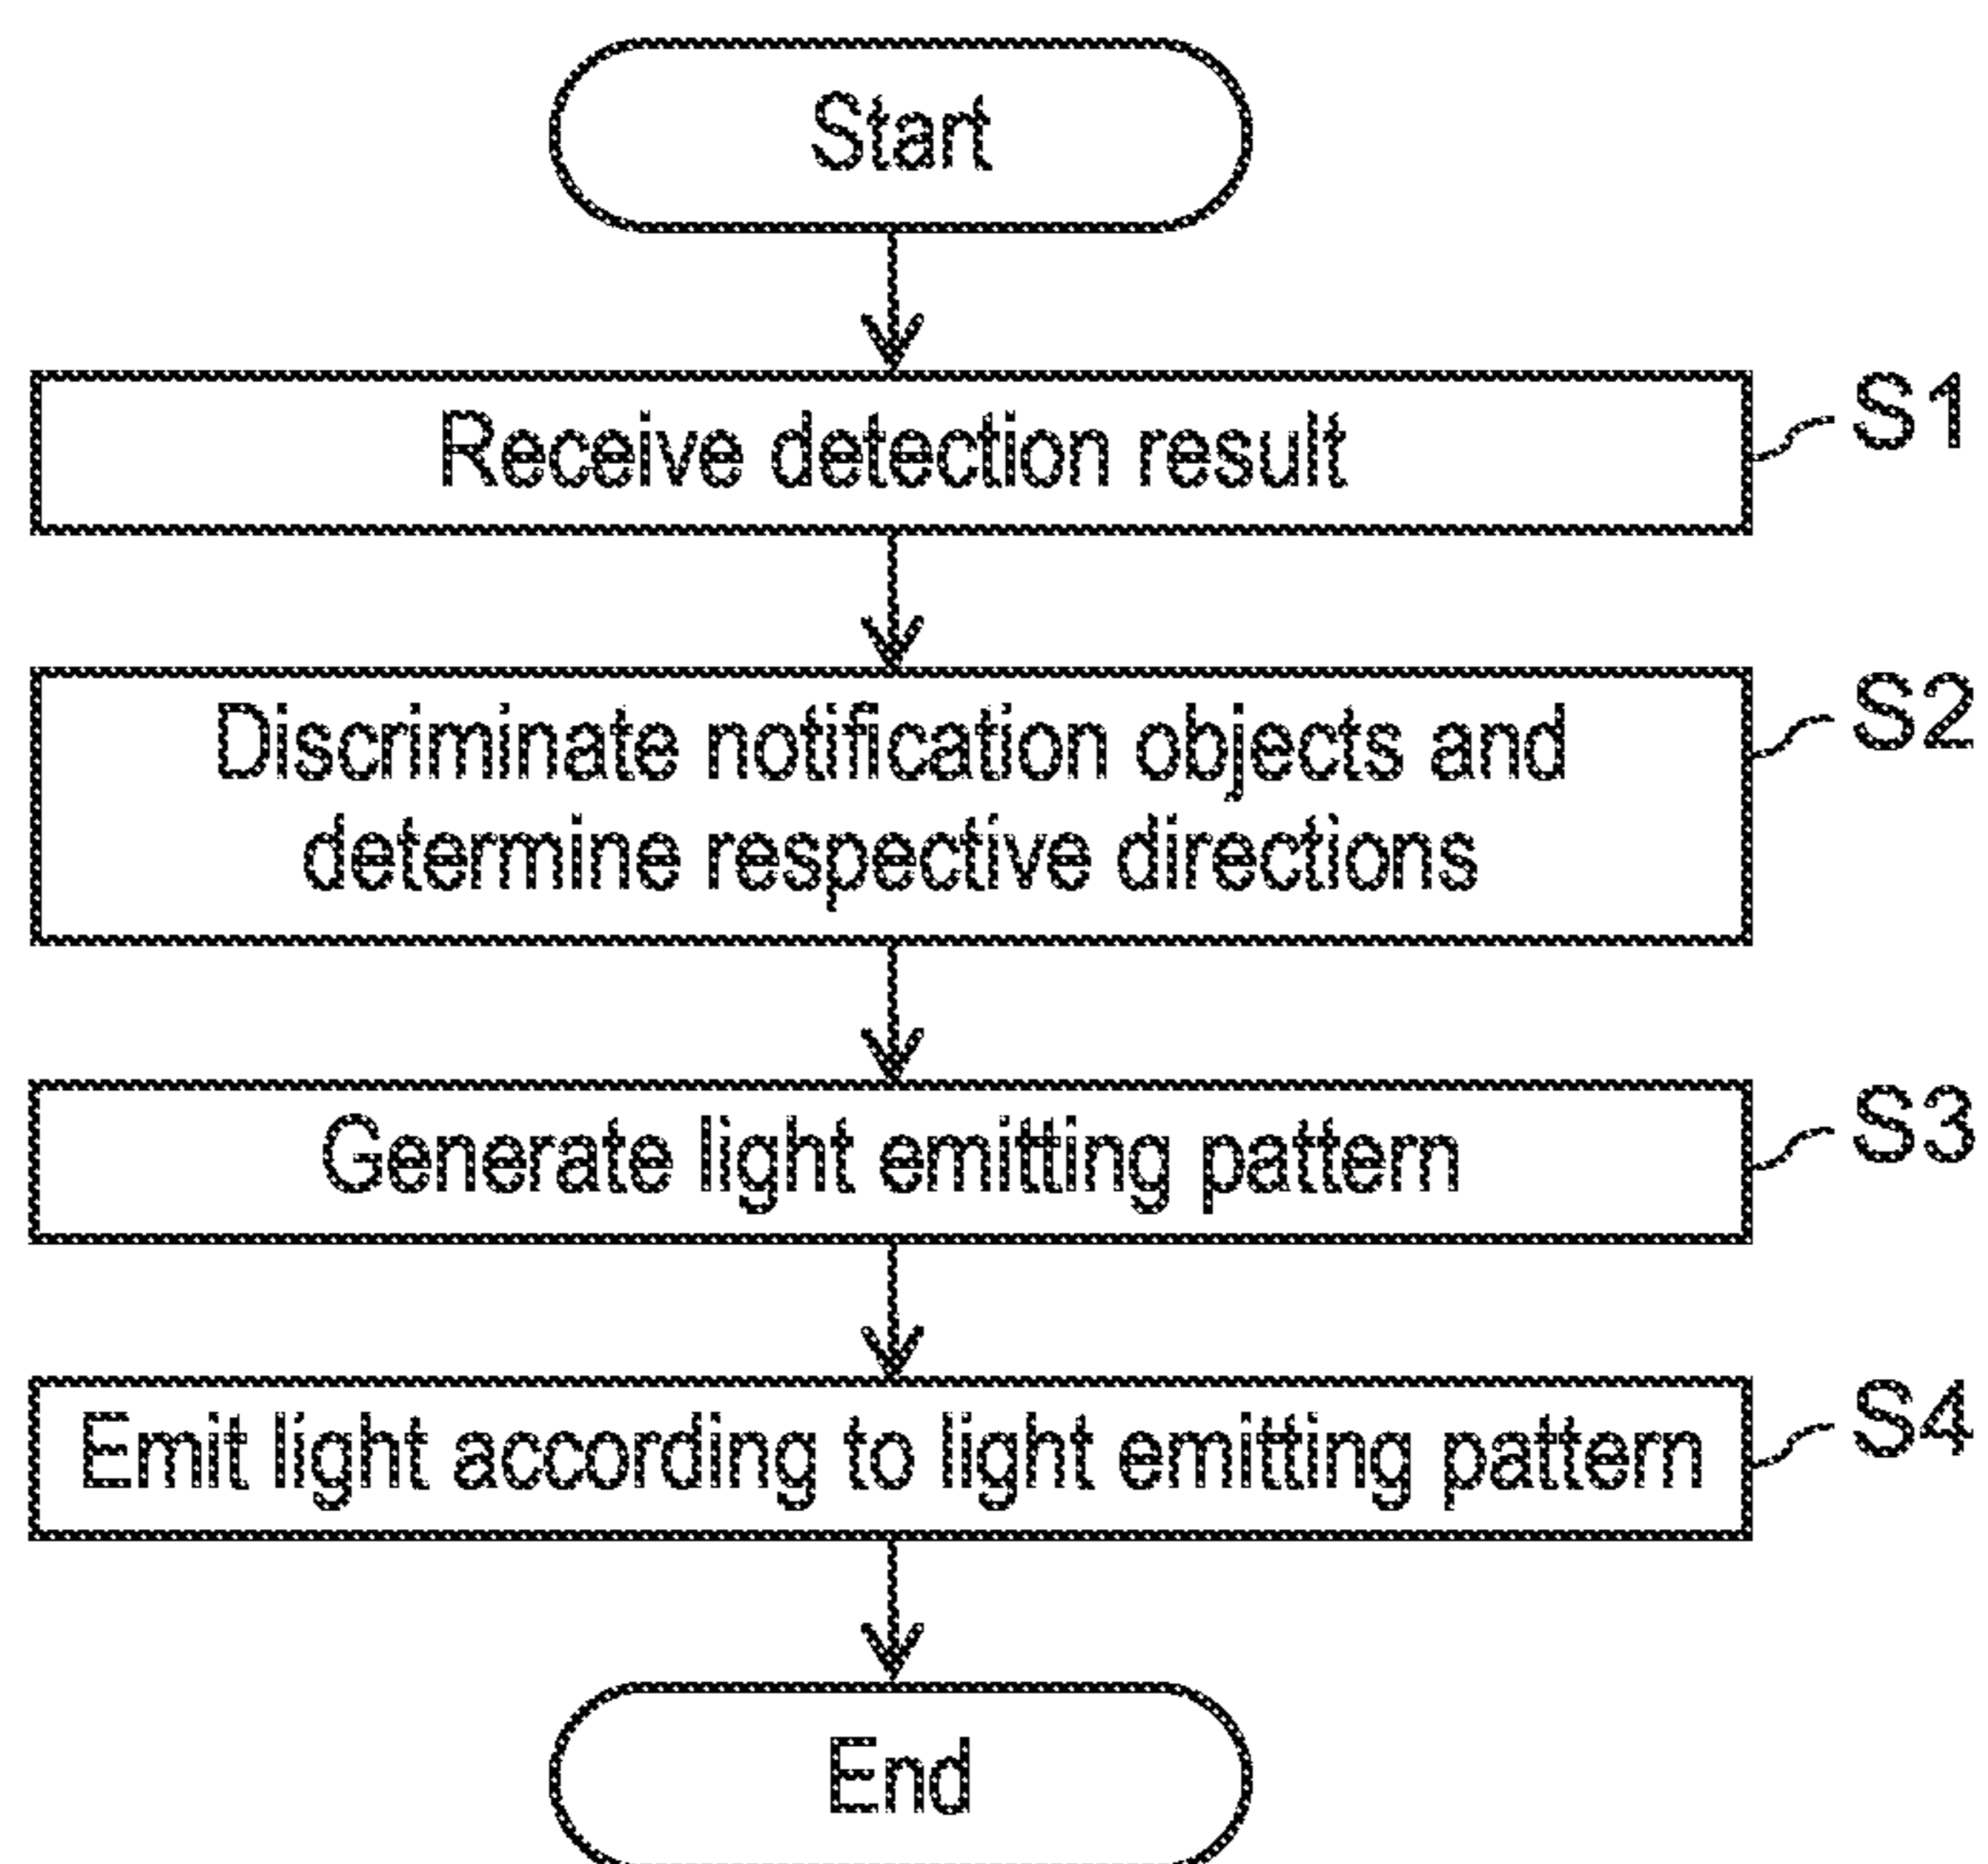 Start
Receive detection result
S1
Discriminate notification objects and
determine respective directions
S2
Generate light emitting pattern
S3
Emit light according to light emitting pattern
S4
End